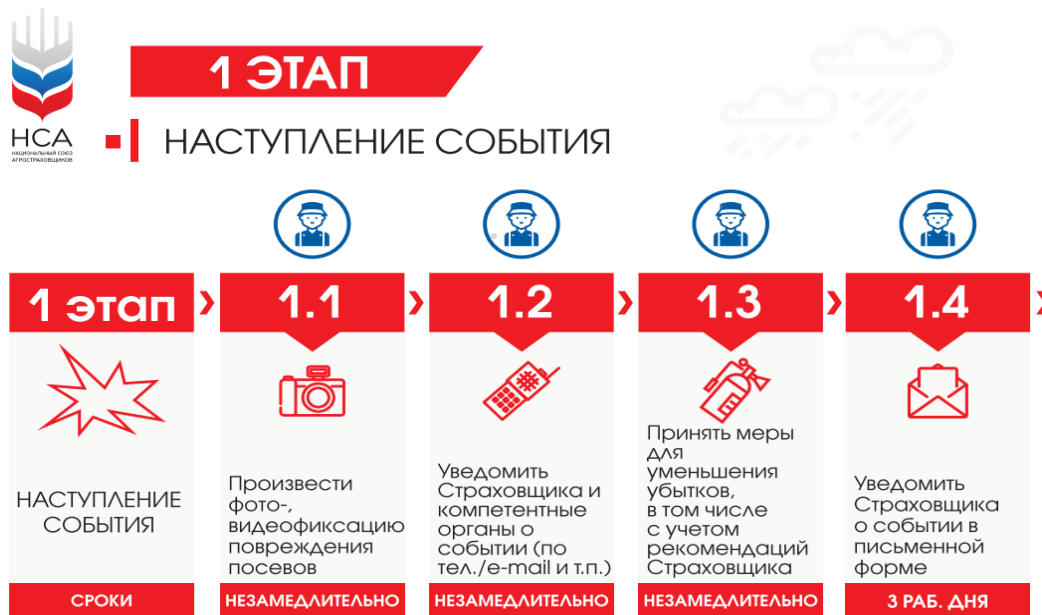 НСА
НАЦИОНАЛЬНЫЙ СОЮЗ
АГРОСТРАХОВЩИКОВ
1 ЭТАП
НАСТУПЛЕНИЕ СОБЫТИЯ
1 этап
НАСТУПЛЕНИЕ
СОБЫТИЯ
СРОКИ
1.1
Произвести
фото-,
видеофиксацию
повреждения
посевов
НЕЗАМЕДЛИТЕЛЬНО
1.2
Уведомить
Страховщика и
компетентные
органы о
событии (по
тел./e-mail и т.п.)
НЕЗАМЕДЛИТЕЛЬНО
1.3
Принять меры
для
уменьшения
убытков,
в том числе
с учетом
рекомендаций
Страховщика
НЕЗАМЕДЛИТЕЛЬНО
1.4
Уведомить
Страховщика
о событии в
письменной
форме
3 РАБ. ДНЯ